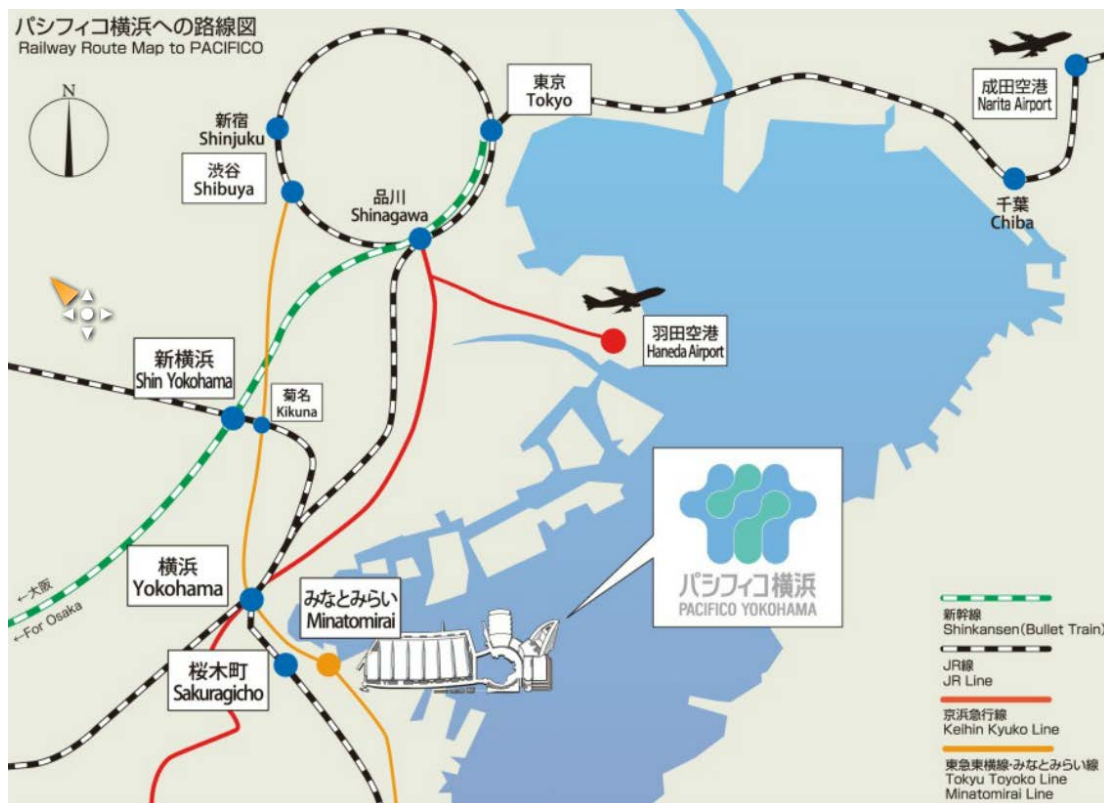 パシフィコ横浜への路線図
Railway Route Map to PACIFICO
N
東京
Tokyo
成田空港
Narita Airport
新宿
Shinjuku
渋谷
Shibuya
品川
Shinagawa
千葉
Chiba
羽田空港
Haneda Airport
新横浜
Shin Yokohama
菊名
Kikuna
パシフィコ横浜
PACIFICO YOKOHAMA
横浜
Yokohama
みなとみらい
Minatomirai
←大阪
←For Osaka
桜木町
Sakuragicho
新幹線
Shinkansen(Bullet Train)
JR線
JR Line
京浜急行線
Keihin Kyuko Line
東急東横線・みなとみらい線
Tokyu Toyoko Line
Minatomirai Line